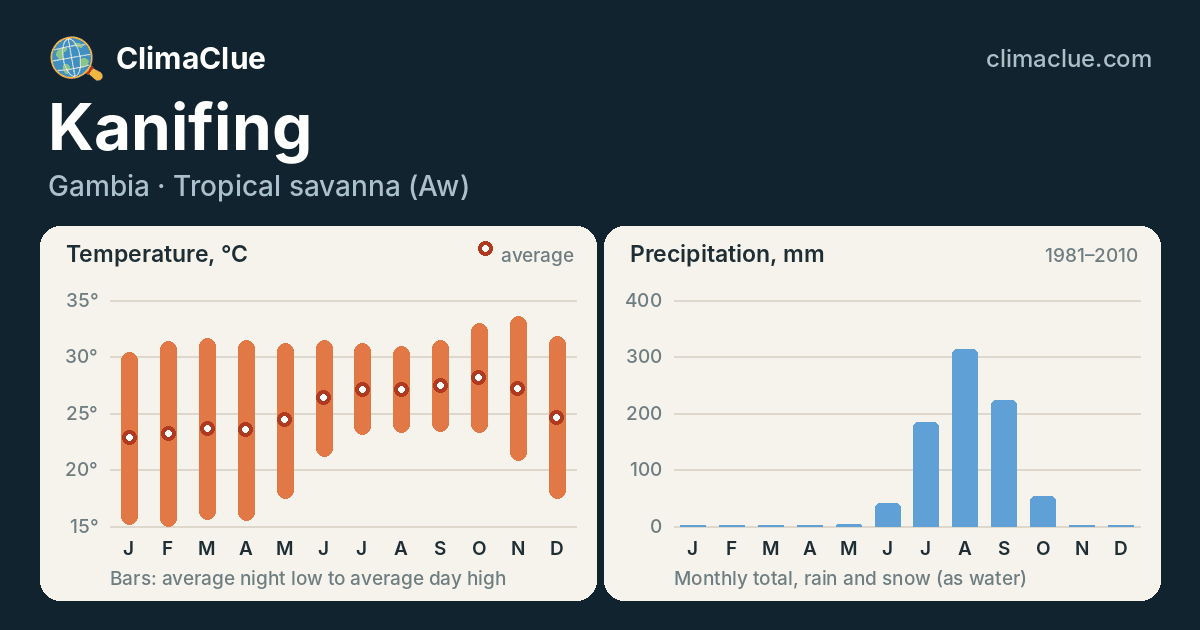 ClimaClue
climaclue.com
Kanifing
Gambia · Tropical savanna (Aw)
Temperature, °C
average
35°
30°
25°
20°
15°
J F M A M J J A S O N D
Bars: average night low to average day high
Precipitation, mm
1981–2010
400
300
200
100
0
J F M A M J J A S O N D
Monthly total, rain and snow (as water)